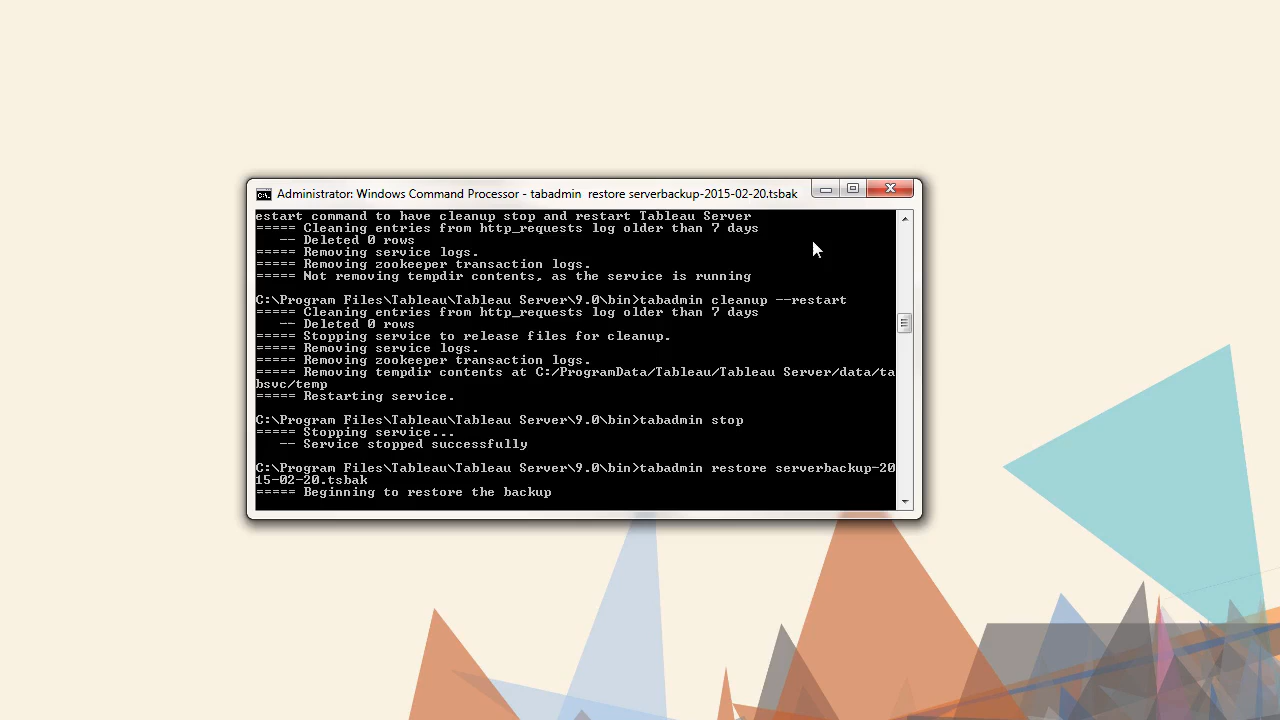 Administrator: Windows Command Processor - tabadmin  restore serverbackup-2015-02-20.tsbak
estart command to have cleanup stop and restart Tableau Server
===== Cleaning entries from http_requests log older than 7 days
   -- Deleted 0 rows
===== Removing service logs.
===== Removing zookeeper transaction logs.
===== Not removing tempdir contents, as the service is running
C:\Program Files\Tableau\Tableau Server\9.0\bin>tabadmin cleanup --restart
===== Cleaning entries from http_requests log older than 7 days
   -- Deleted 0 rows
===== Stopping service to release files for cleanup.
===== Removing service logs.
===== Removing zookeeper transaction logs.
===== Removing tempdir contents at C:/ProgramData/Tableau/Tableau Server/data/ta
bsvc/temp
===== Restarting service.
C:\Program Files\Tableau\Tableau Server\9.0\bin>tabadmin stop
===== Stopping service...
   -- Service stopped successfully
C:\Program Files\Tableau\Tableau Server\9.0\bin>tabadmin restore serverbackup-20
15-02-20.tsbak
===== Beginning to restore the backup